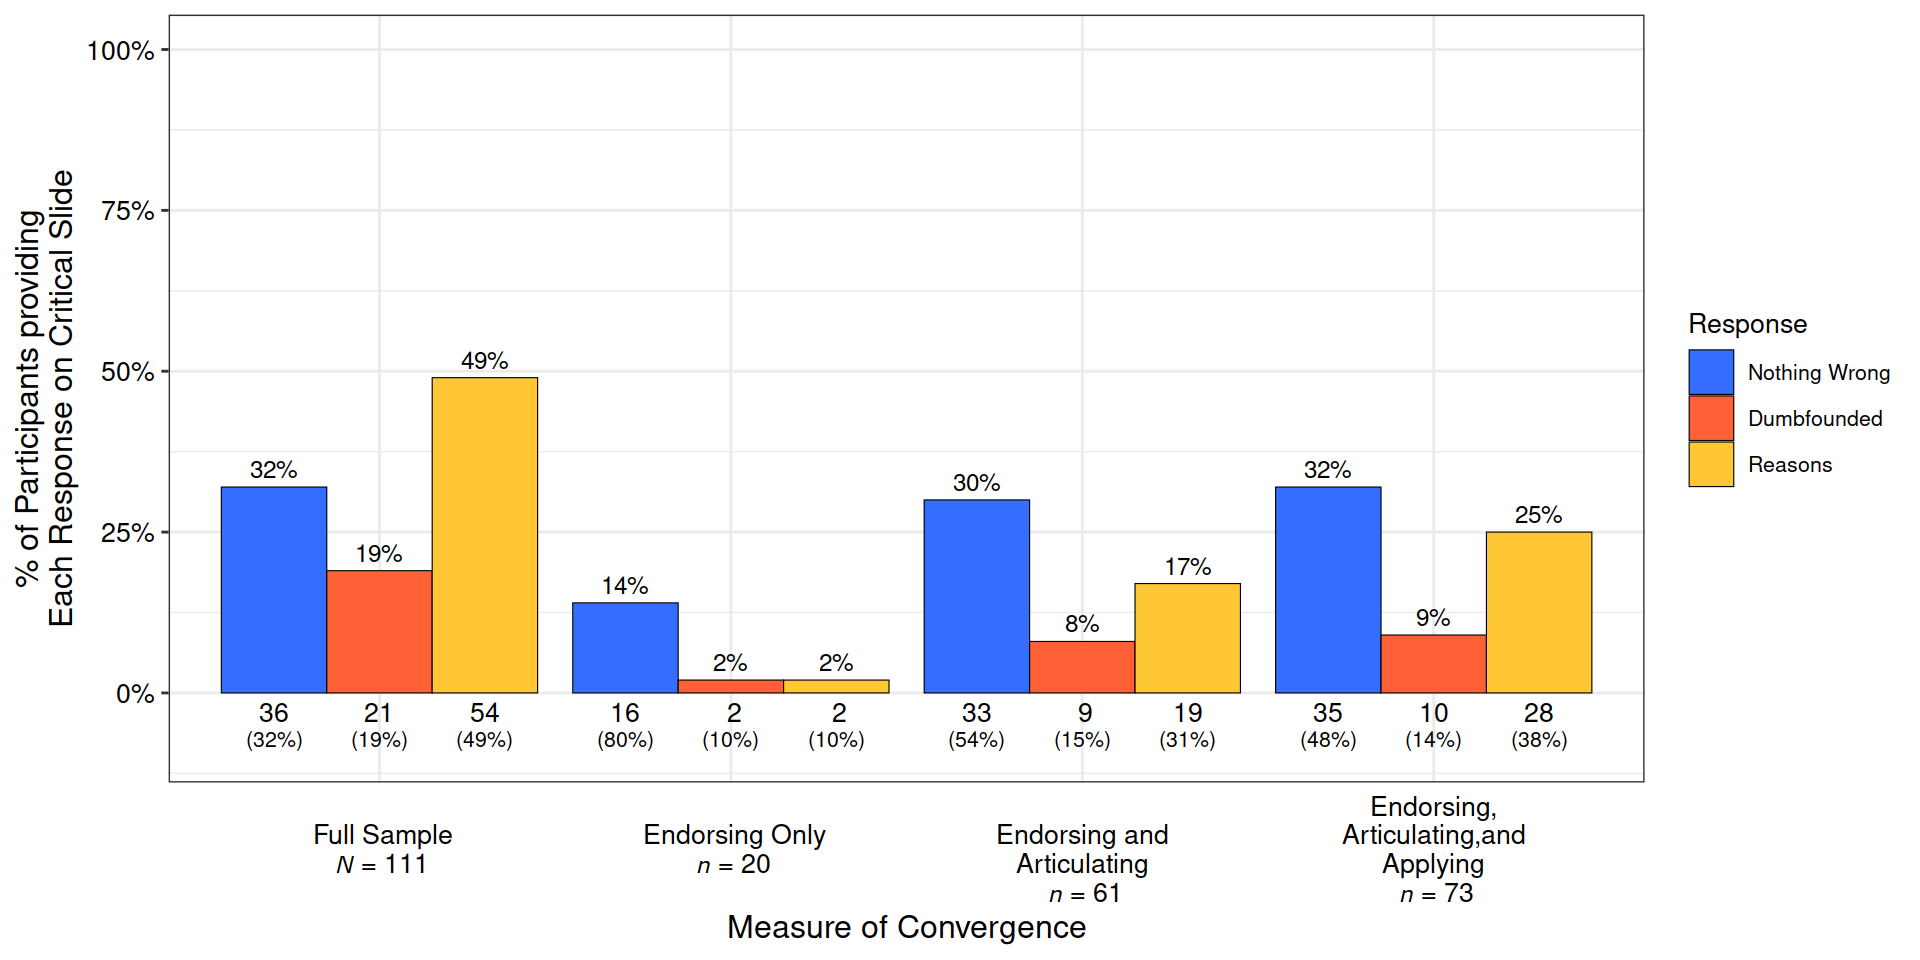 % of Participants providing
Each Response on Critical Slide
100%
75%
50%
25%
0%
32%
19%
49%
14%
2%
2%
30%
8%
17%
32%
9%
25%
36 21 54 16 2 2 33 9 19 35 10 28
(32%) (19%) (49%) (80%) (10%) (10%) (54%) (15%) (31%) (48%) (14%) (38%)
Full Sample
N = 111
Endorsing Only
n = 20
Endorsing and
Articulating
n = 61
Endorsing,
Articulating,and
Applying
n = 73
Measure of Convergence
Response
Nothing Wrong
Dumbfounded
Reasons